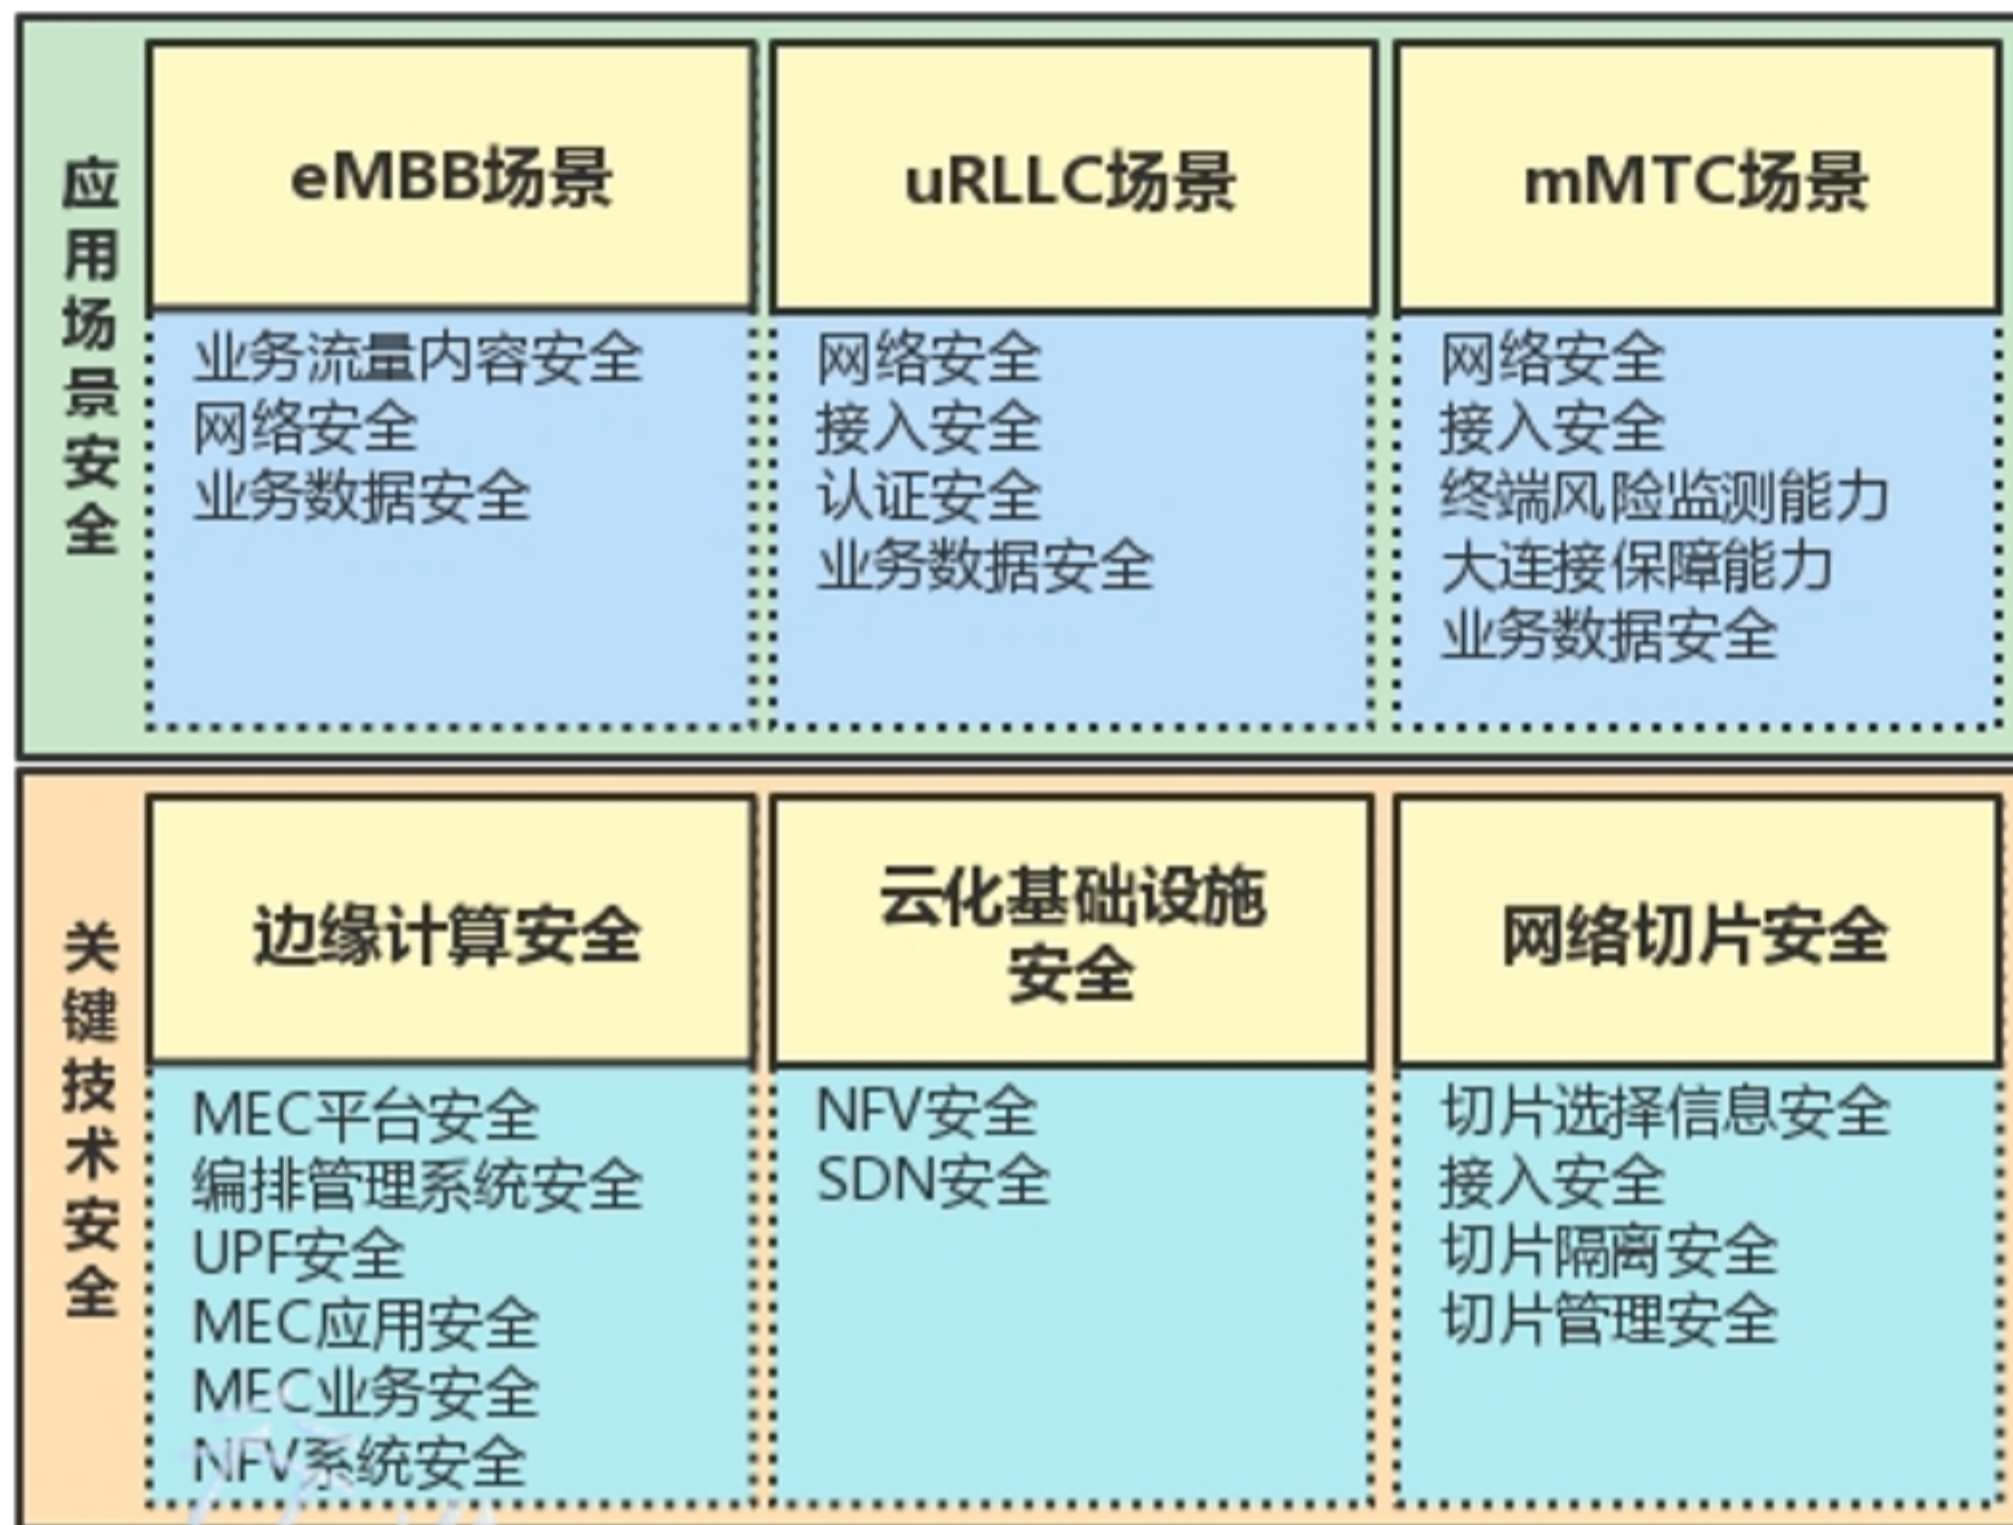 应用场景安全
eMBB场景
业务流量内容安全
网络安全
业务数据安全
uRLLC场景
网络安全
接入安全
认证安全
业务数据安全
mMTC场景
网络安全
接入安全
终端风险监测能力
大连接保障能力
业务数据安全
关键技术安全
边缘计算安全
MEC平台安全
编排管理系统安全
UPF安全
MEC应用安全
MEC业务安全
NFV系统安全
云化基础设施
安全
NFV安全
SDN安全
网络切片安全
切片选择信息安全
接入安全
切片隔离安全
切片管理安全